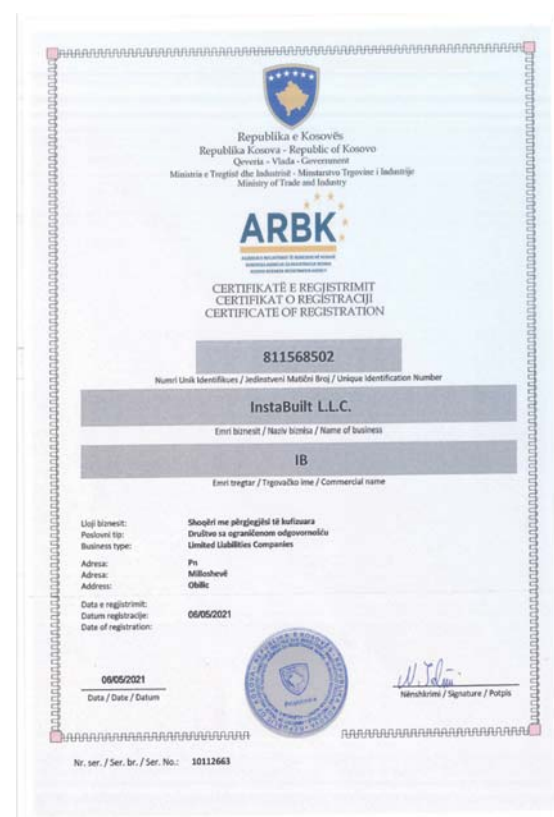 Republika e Kosovës
Republika Kosova - Republic of Kosovo
Qeveria - Vlada - Government
Ministria e Tregtisë dhe Industrisë - Ministarstvo Trgovine i Industrije
Ministry of Trade and Industry
ARBK
CERTIFIKATË E REGJISTRIMIT
CERTIFIKAT O REGISTRACIJI
CERTIFICATE OF REGISTRATION
811568502
Numri Unik Identifikues / Jedinstveni Matični Broj / Unique Identification Number
InstaBuilt L.L.C.
Emri biznesit / Naziv biznisa / Name of business
IB
Emri tregtar / Trgovačko ime / Commercial name
Lloji biznesit: Shoqëri me përgjegjësi të kufizuara
Poslovni tip: Društvo sa ograničenom odgovornošću
Business type: Limited Liabilities Companies
Adresa: Pn
Adresa: Millloshevë
Address: Obiliç
Data e regjistrimit:
Datum registracije: 06/05/2021
Date of registration:
06/05/2021
Data / Date / Datum
Nënshkrimi / Signature / Potpis
Nr. ser. / Ser. br. / Ser. No.: 10112663